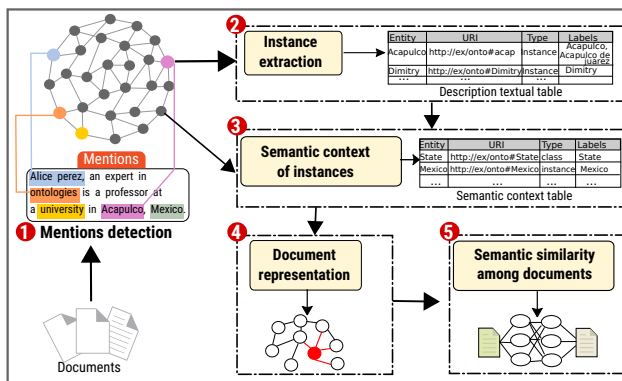 2
Instance
extraction
Entity URI Type Labels
Acapulco http://ex/onto#acap Instance Acapulco,
Acapulco de
juárez
Dimitry http://ex/onto#Dimitry Instance Dimitry
... ...
Description textual table
3
Semantic context
of instances
Entity URI Type Labels
State http://ex/onto#State class State
Mexico http://ex/onto#Mexico instance Mexico
... ... ...
Semantic context table
Mentions
Alice perez, an expert in
ontologies is a professor at
a university in Acapulco, Mexico.
1 Mentions detection
Documents
4
Document
representation
5
Semantic similarity
among documents